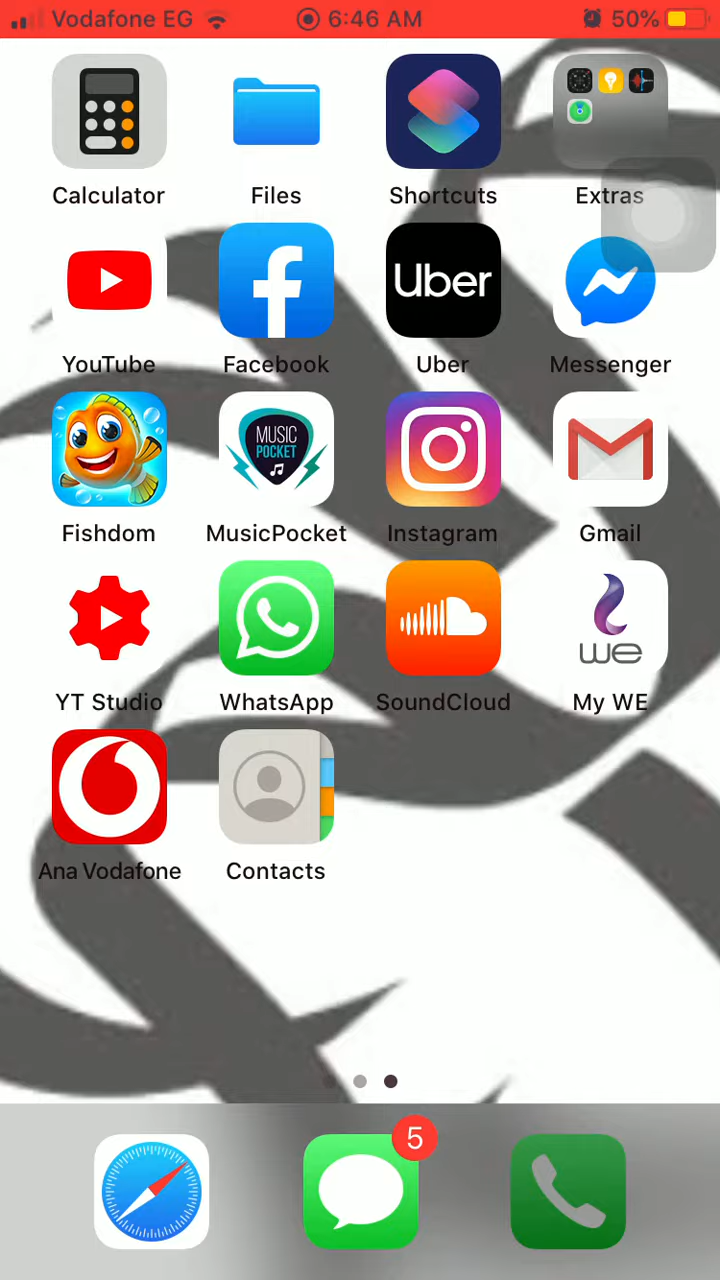 Vodafone EG 6:46 AM 50%
Calculator Files Shortcuts Extras
Uber
YouTube Facebook Uber Messenger
MUSIC
POCKET
Fishdom MusicPocket Instagram Gmail
we
YT Studio WhatsApp SoundCloud My WE
Ana Vodafone Contacts
5